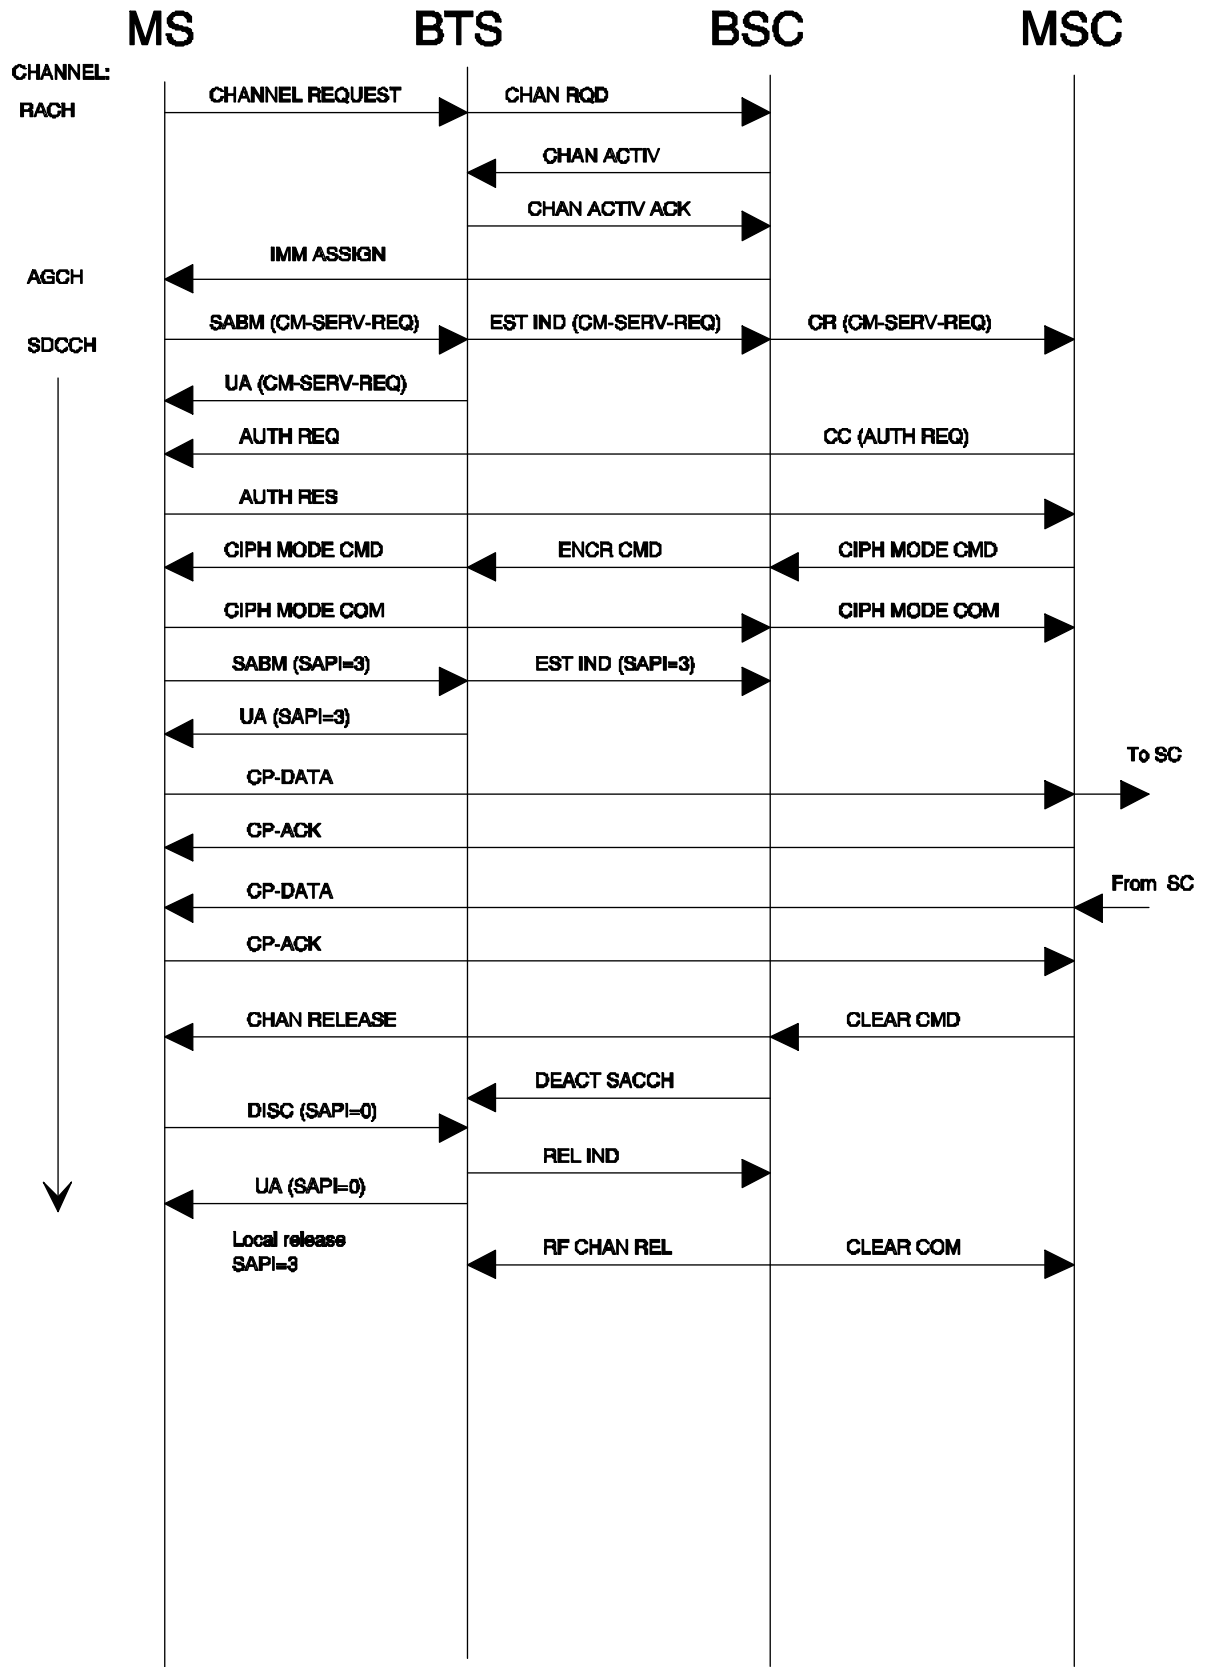 MS BTS BSC MSC
CHANNEL:
CHANNEL REQUEST CHAN RQD
RACH
CHAN ACTIV
CHAN ACTIV ACK
IMM ASSIGN
AGCH
SABM (CM-SERV-REQ) EST IND (CM-SERV-REQ) CR (CM-SERV-REQ)
SDCCH
UA (CM-SERV-REQ)
AUTH REQ CC (AUTH REQ)
AUTH RES
CIPH MODE CMD ENCR CMD CIPH MODE CMD
CIPH MODE COM CIPH MODE COM
SABM (SAPI=3) EST IND (SAPI=3)
UA (SAPI=3)
To SC
CP-DATA
CP-ACK
From SC
CP-DATA
CP-ACK
CHAN RELEASE CLEAR CMD
DEACT SACCH
DISC (SAPI=0)
REL IND
UA (SAPI=0)
Local release
RF CHAN REL CLEAR COM
SAPI=3